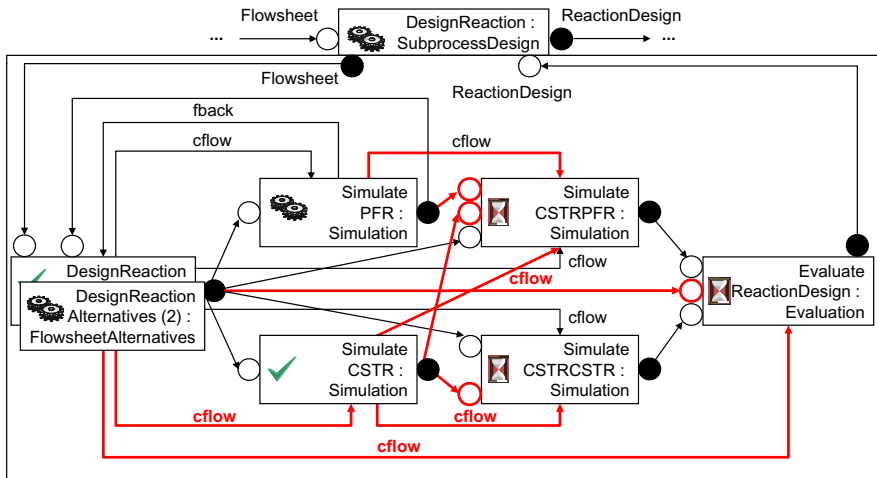 Flowsheet
DesignReaction :
SubprocessDesign
ReactionDesign
...
...
Flowsheet
ReactionDesign
fback
cflow
cflow
Simulate
PFR :
Simulation
Simulate
CSTRPFR :
Simulation
DesignReaction
cflow
cflow
DesignReaction
Alternatives (2) :
FlowsheetAlternatives
Evaluate
ReactionDesign :
Evaluation
cflow
Simulate
CSTR :
Simulation
Simulate
CSTRCSTR :
Simulation
cflow
cflow
cflow